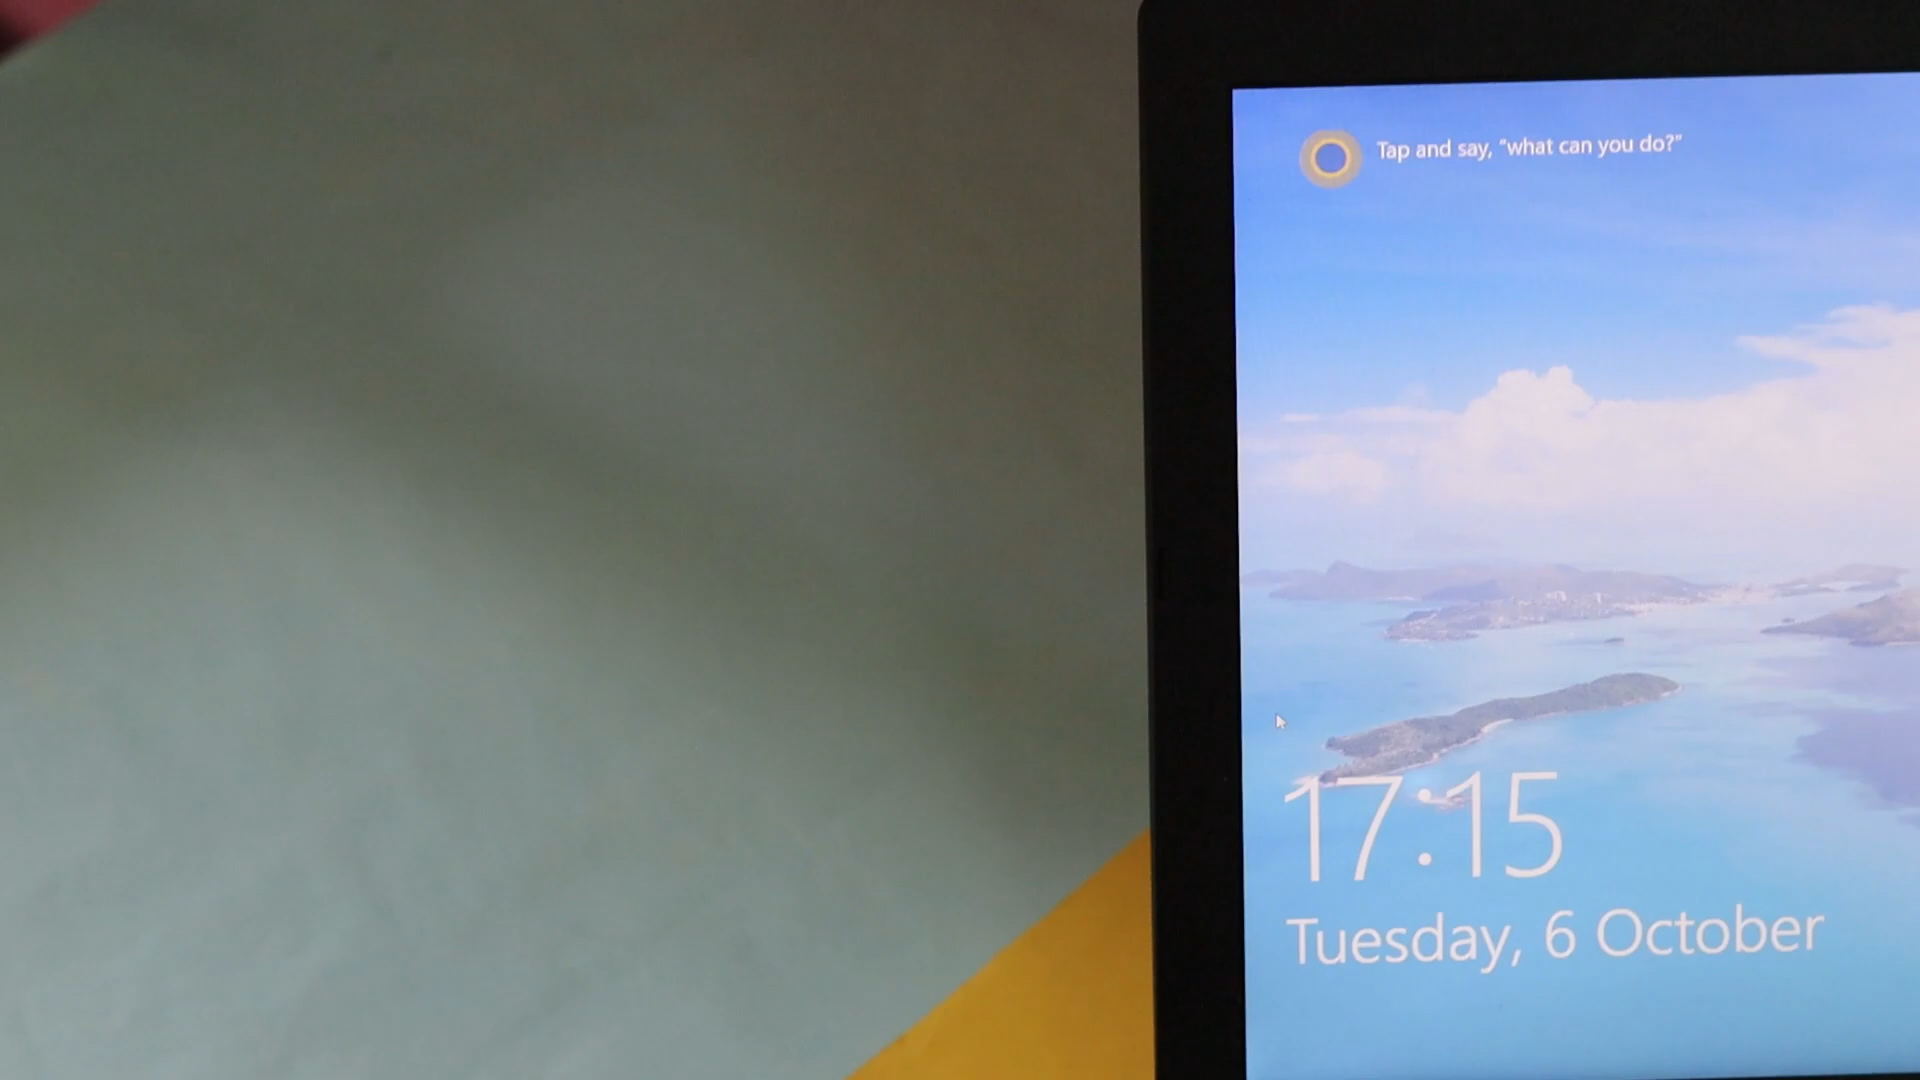 Tap and say, “what can you do?”
17:15
Tuesday, 6 October